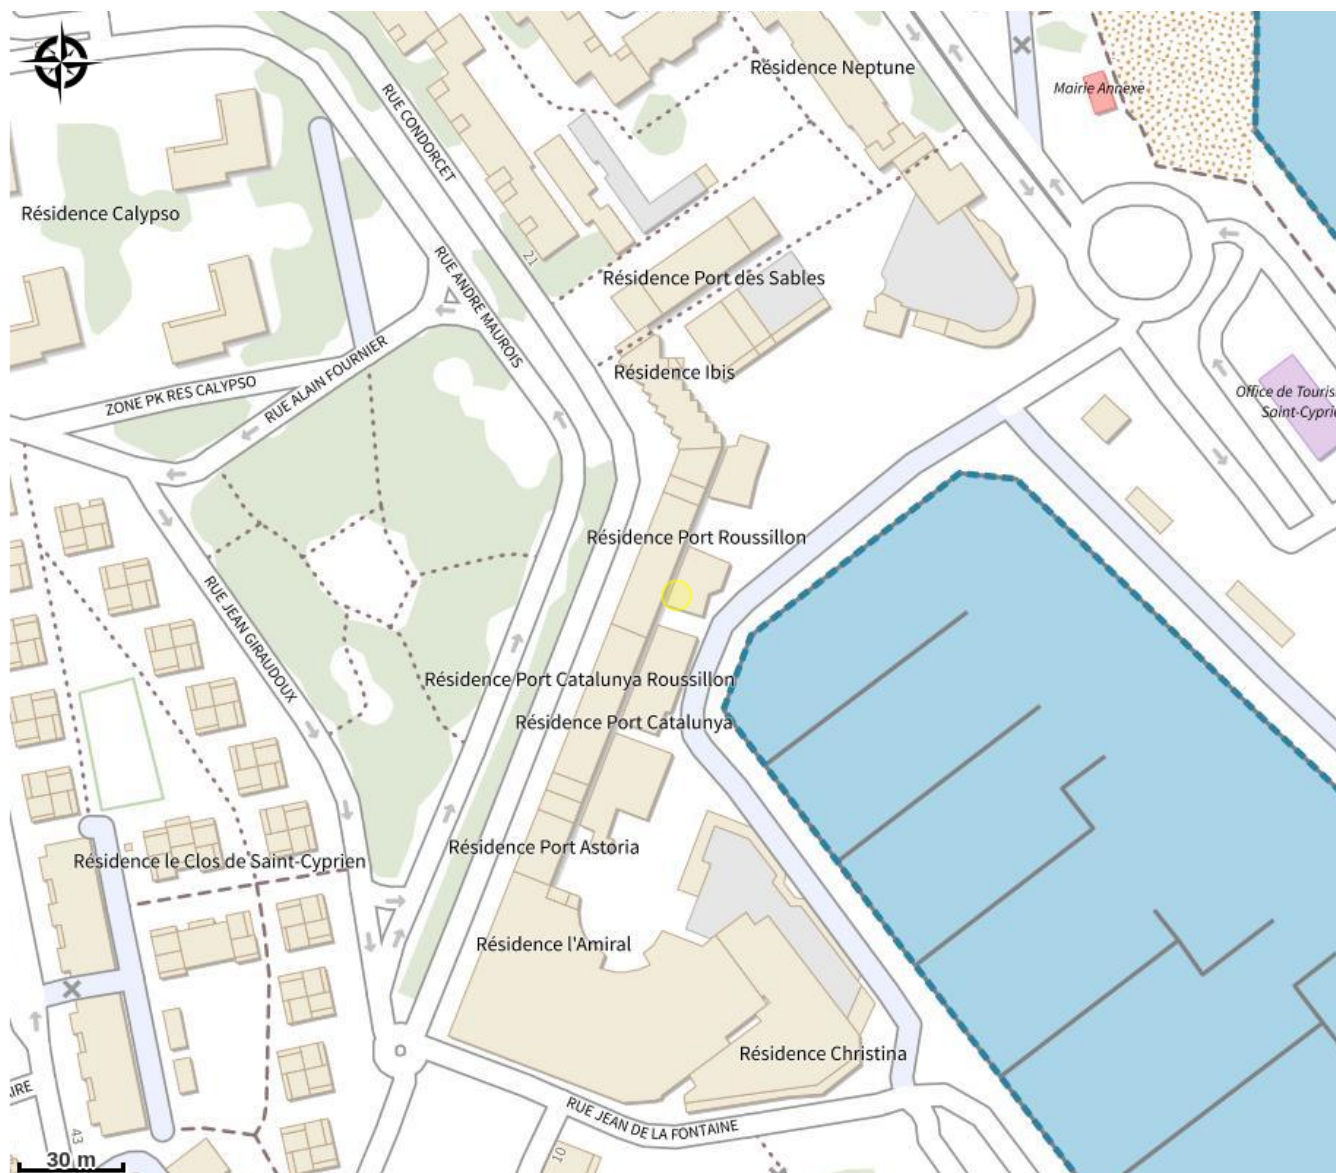 Résidence Neptune
Mairie Annexe
RUE CONDORCET
Résidence Calypso
21
RUE ANDRE MAUROIS
Résidence Port des Sables
Résidence Ibis
RUE ALAIN FOURNIER
ZONE PK RES CALYPSO
Office de Touris
Saint-Cyprie
Résidence Port Roussillon
RUE JEAN GIRAUDOUX
Résidence Port Catalunya Roussillon
Résidence Port Catalunya
Résidence Port Astoria
Résidence le Clos de Saint-Cyprien
Résidence l'Amiral
Résidence Christina
RUE JEAN DE LA FONTAINE
AIRE
43
10
30 m